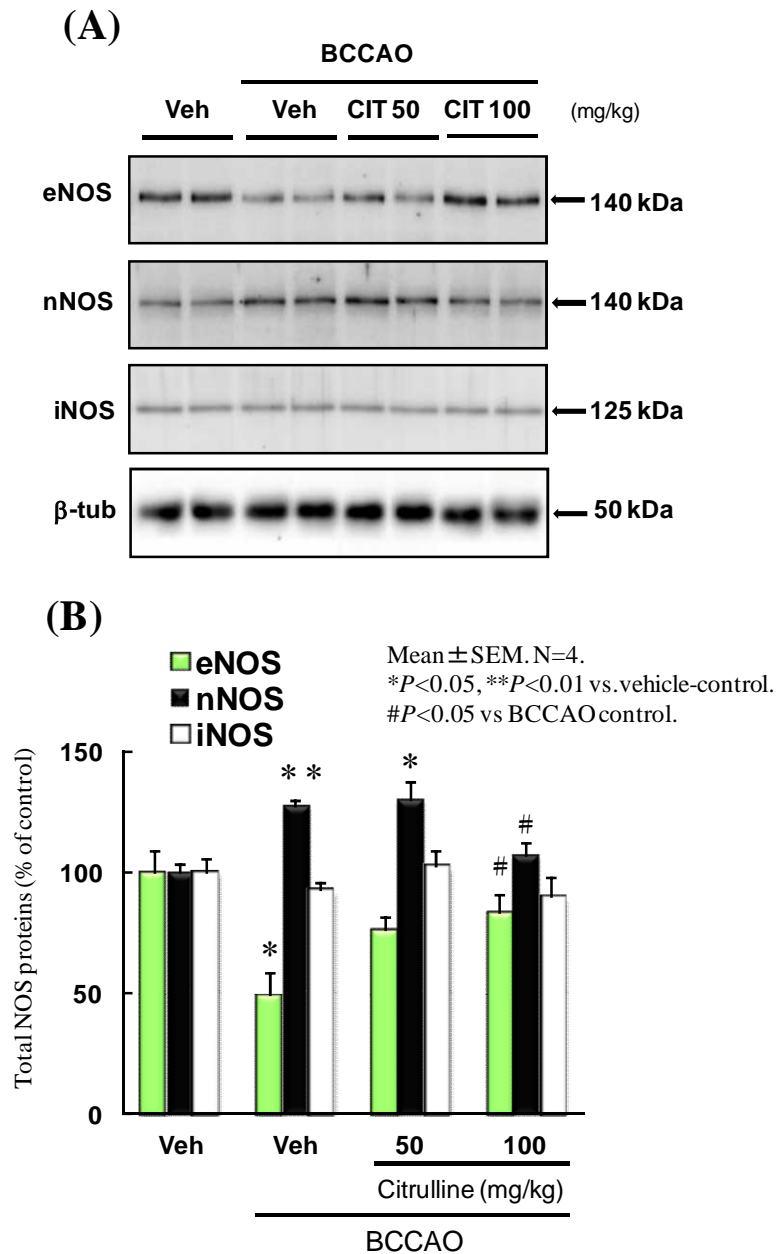 (A)
BCCAO
Veh Veh CIT 50 CIT 100 (mg/kg)
eNOS 140 kDa
nNOS 140 kDa
iNOS 125 kDa
β-tub 50 kDa
(B)
eNOS
nNOS
iNOS
Mean±SEM. N=4.
*P<0.05, **P<0.01 vs.vehicle-control.
#P<0.05 vs BCCAO control.
Total NOS proteins (% of control)
150
100
50
0
* * * * # #
Veh Veh 50 100
Citrulline (mg/kg)
BCCAO